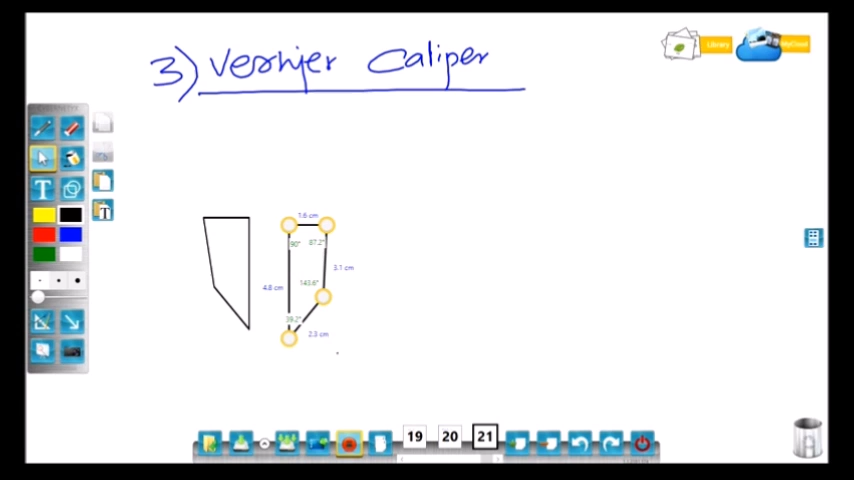 3) Vernier Caliper
Library
MyCloud
T
T
1.6 cm
90° 87.2°
3.1 cm
4.8 cm
143.6°
39.2°
2.3 cm
19 20 21